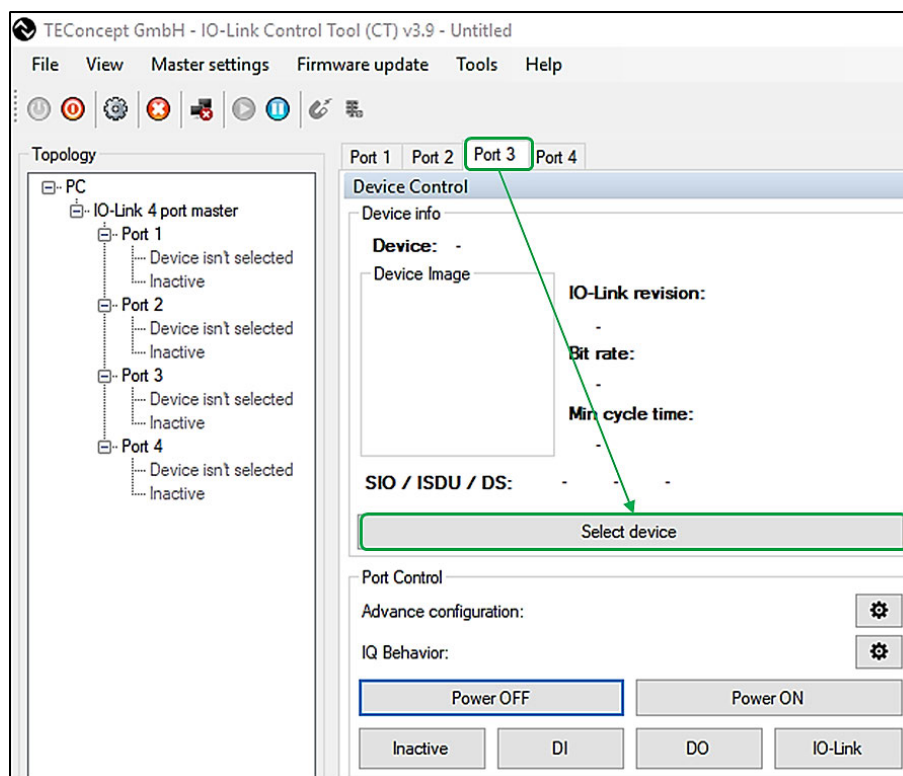 TEConcept GmbH - IO-Link Control Tool (CT) v3.9 - Untitled
File View Master settings Firmware update Tools Help
Topology
PC
IO-Link 4 port master
Port 1
Device isn't selected
Inactive
Port 2
Device isn't selected
Inactive
Port 3
Device isn't selected
Inactive
Port 4
Device isn't selected
Inactive
Port 1 Port 2 Port 3 Port 4
Device Control
Device info
Device: -
Device Image
IO-Link revision:
-
Bit rate:
-
Min cycle time:
-
SIO / ISDU / DS: - - -
Select device
Port Control
Advance configuration:
IQ Behavior:
Power OFF Power ON
Inactive DI DO IO-Link